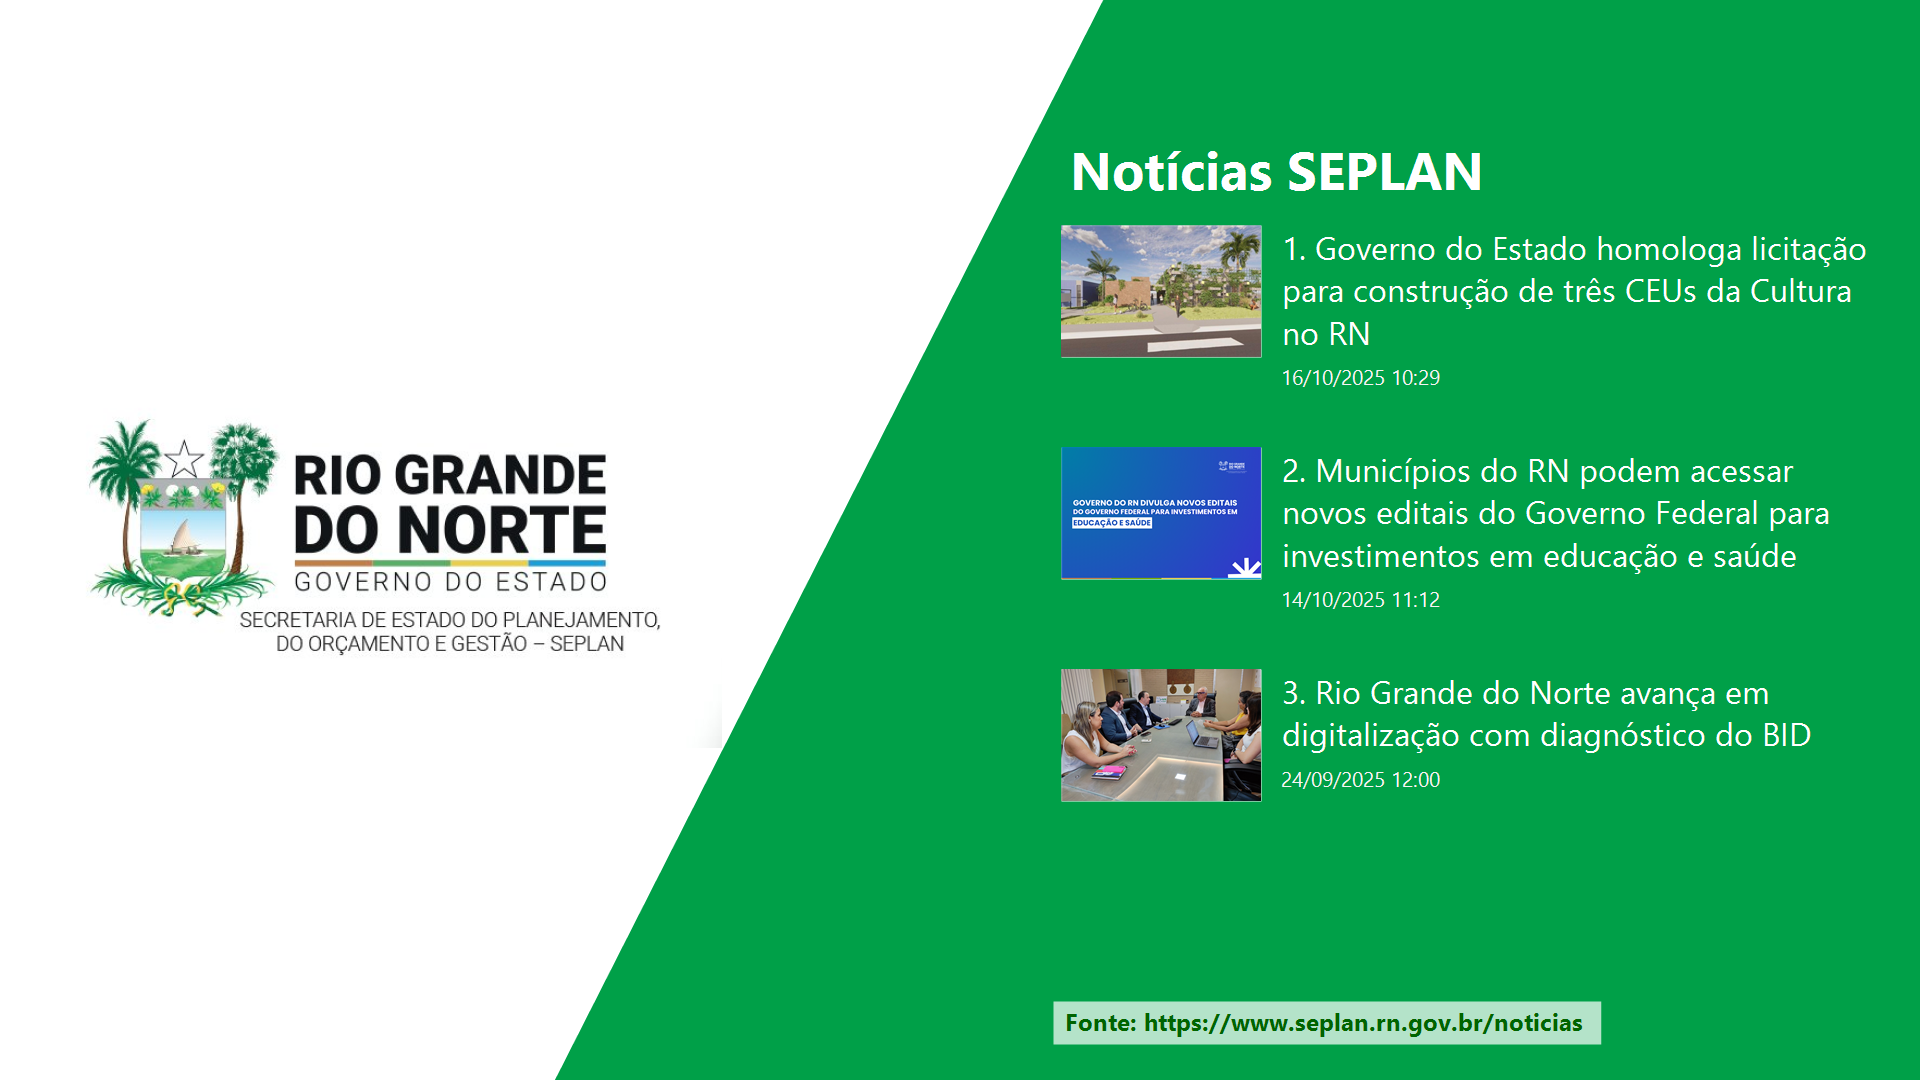 RIO GRANDE
DO NORTE
GOVERNO DO ESTADO
SECRETARIA DE ESTADO DO PLANEJAMENTO,
DO ORÇAMENTO E GESTÃO – SEPLAN
Notícias SEPLAN
1. Governo do Estado homologa licitação
para construção de três CEUs da Cultura
no RN
16/10/2025 10:29
GOVERNO DO RN DIVULGA NOVOS EDITAIS
DO GOVERNO FEDERAL PARA INVESTIMENTOS EM
EDUCAÇÃO E SAÚDE
2. Municípios do RN podem acessar
novos editais do Governo Federal para
investimentos em educação e saúde
14/10/2025 11:12
3. Rio Grande do Norte avança em
digitalização com diagnóstico do BID
24/09/2025 12:00
Fonte: https://www.seplan.rn.gov.br/noticias